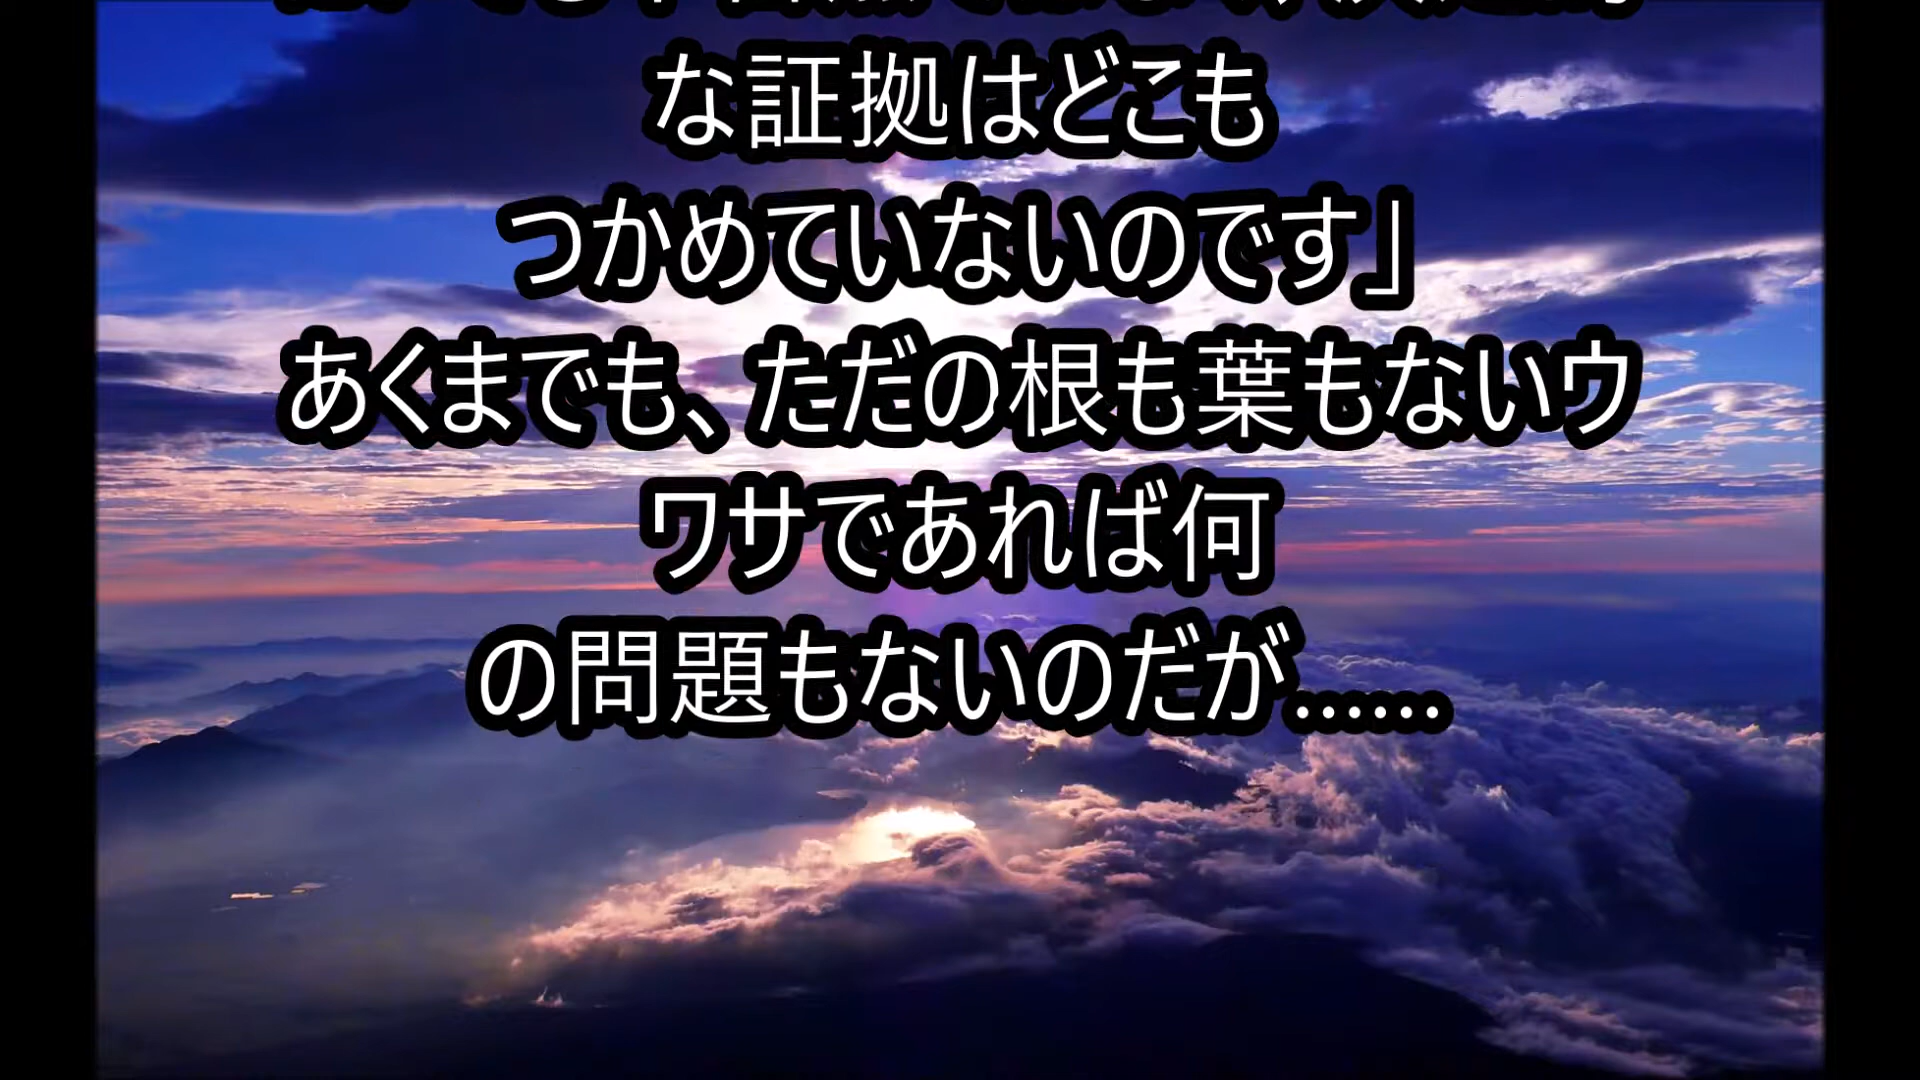 な証拠はどこも
つかめていないのです」
あくまでも、ただの根も葉もないウ
ワサであれば何
の問題もないのだが......